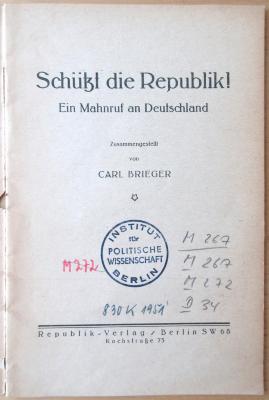 Schützt die Republik!
Ein Mahnruf an Deutschland
Zusammengestellt
von
CARL BRIEGER
INSTITUT
FÜR
POLITISCHE
WISSENSCHAFT
BERLIN
M 272
M 267
M 267
M 272
D 34
830 K 1951
Republik-Verlag / Berlin SW 68
Kochstraße 75